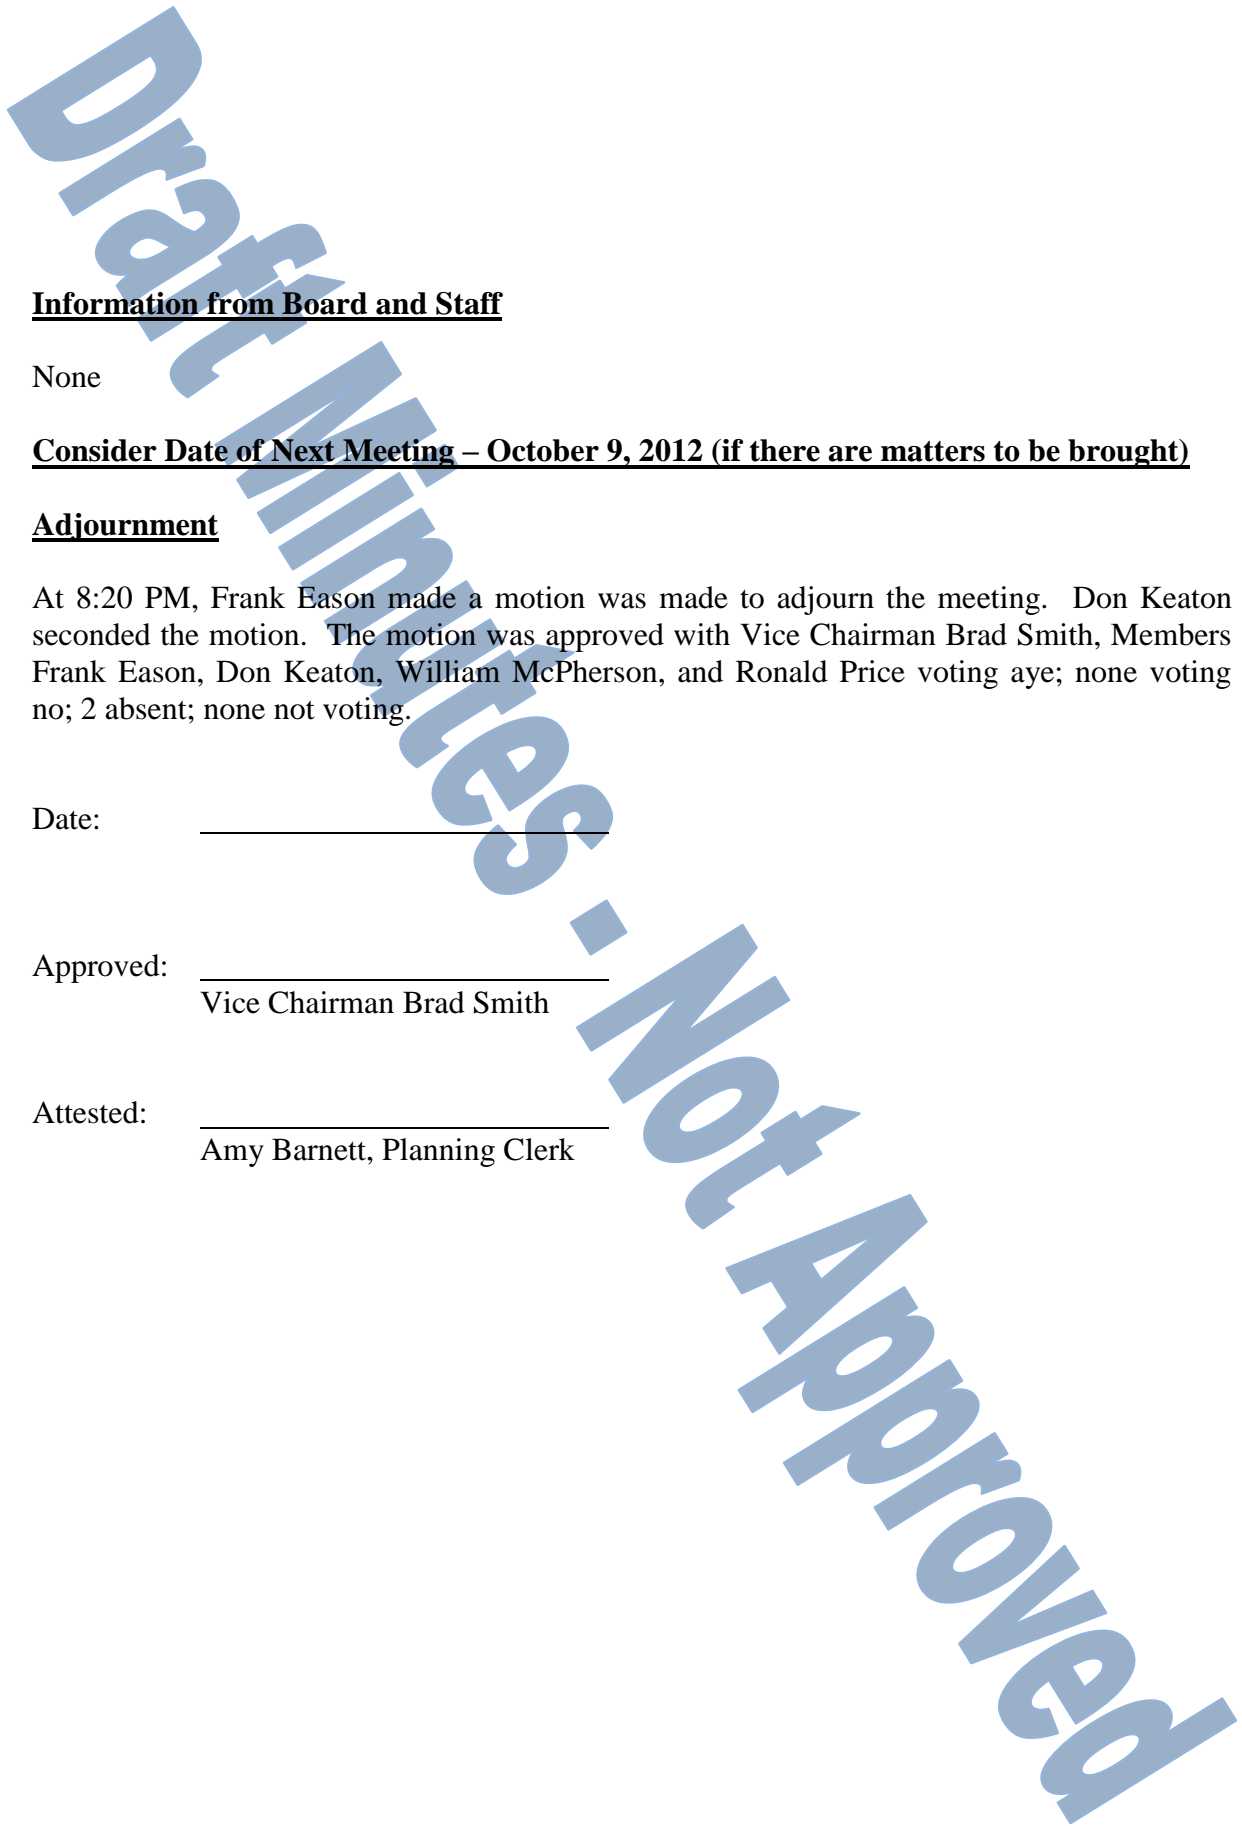 Draft Minutes - Not Approved
Information from Board and Staff
None
Consider Date of Next Meeting – October 9, 2012 (if there are matters to be brought)
Adjournment
At 8:20 PM, Frank Eason made a motion was made to adjourn the meeting.  Don Keaton
seconded the motion.  The motion was approved with Vice Chairman Brad Smith, Members
Frank Eason, Don Keaton, William McPherson, and Ronald Price voting aye; none voting
no; 2 absent; none not voting.
Date:
Approved:
Vice Chairman Brad Smith
Attested:
Amy Barnett, Planning Clerk